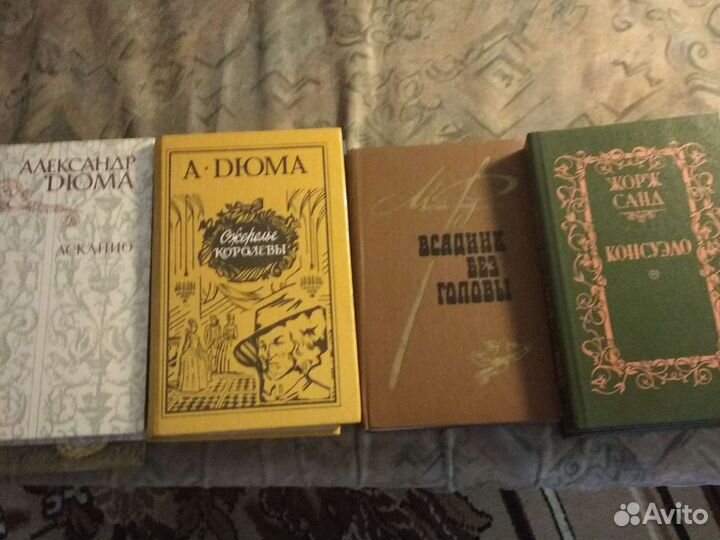 АЛЕКСАНДР
ДЮМА
АСКАНИО
А·ДЮМА
Ожерелье
КОРОЛЕВЫ
ВСАДНИК
БЕЗ
ГОЛОВЫ
ЖОРЖ
САНД
КОНСУЭЛО
Avito